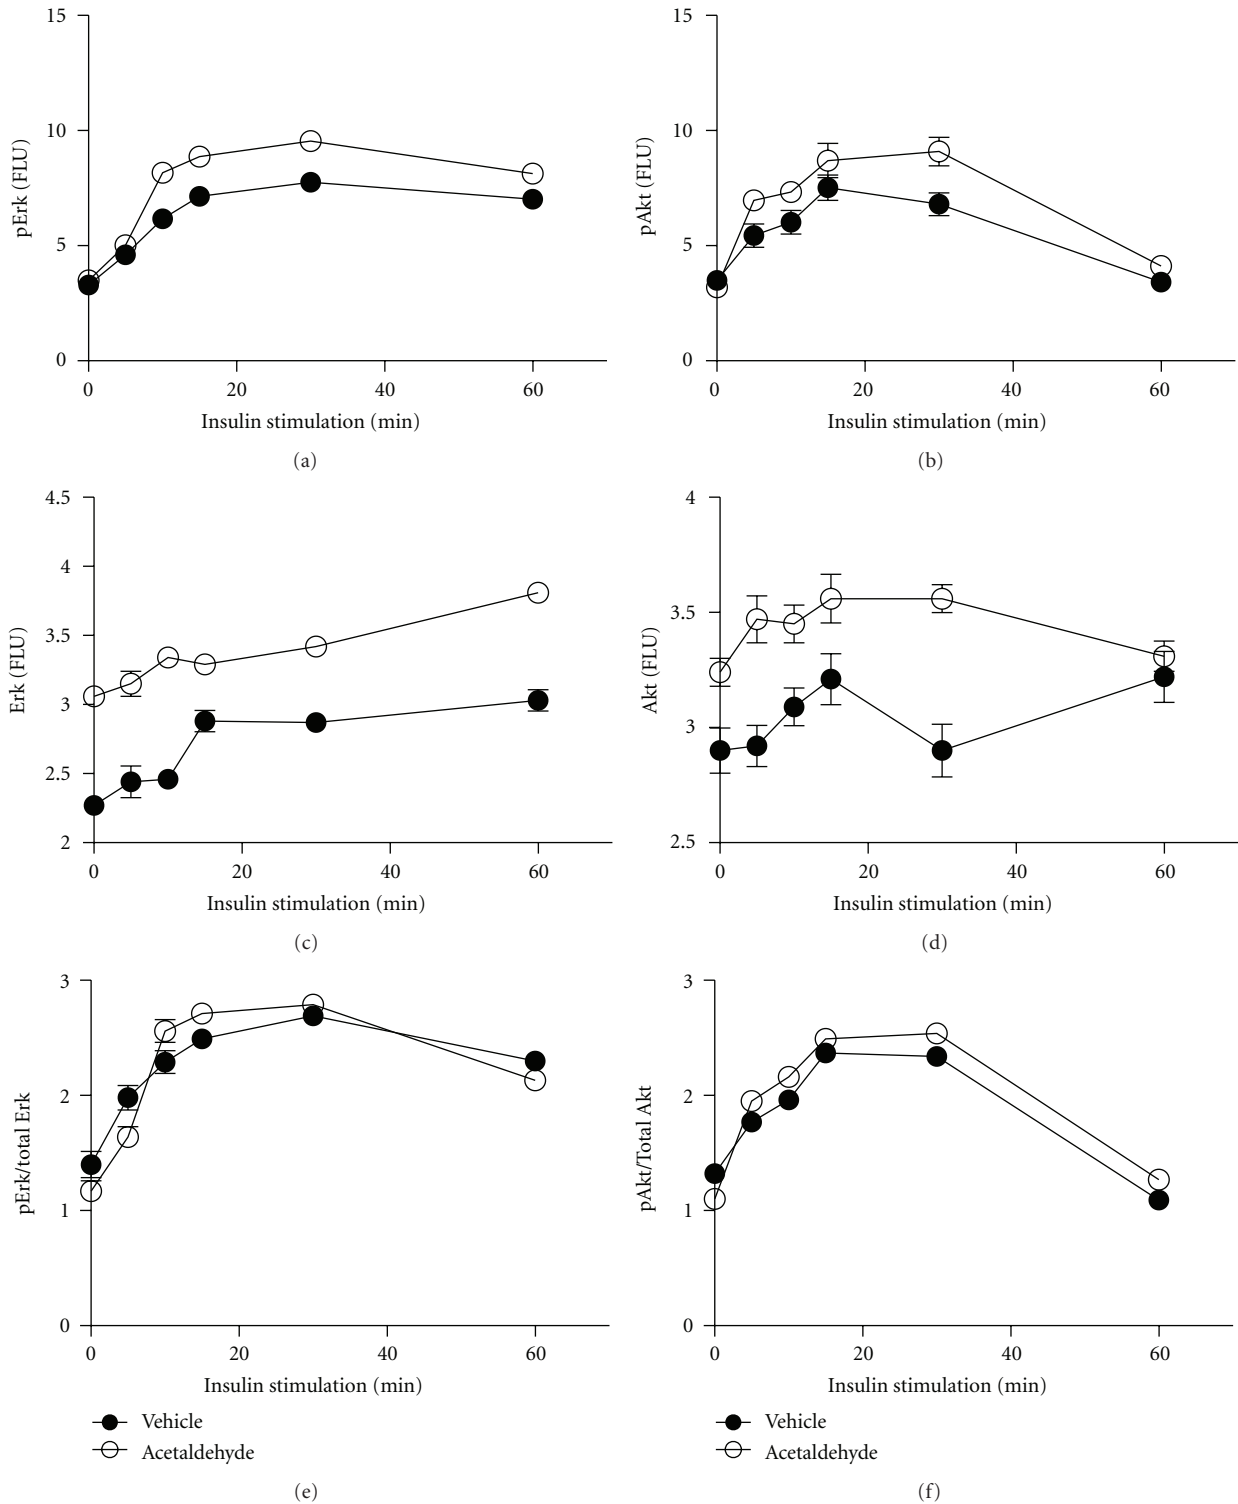 15
10
5
0
pErk (FLU)
0 20 40 60
Insulin stimulation (min)
(a)
15
10
5
0
pAkt (FLU)
0 20 40 60
Insulin stimulation (min)
(b)
4.5
4
3.5
3
2.5
2
Erk (FLU)
0 20 40 60
Insulin stimulation (min)
(c)
4
3.5
3
2.5
Akt (FLU)
0 20 40 60
Insulin stimulation (min)
(d)
3
2
1
0
pErk/total Erk
0 20 40 60
Insulin stimulation (min)
Vehicle
Acetaldehyde
(e)
3
2
1
0
pAkt/Total Akt
0 20 40 60
Insulin stimulation (min)
Vehicle
Acetaldehyde
(f)